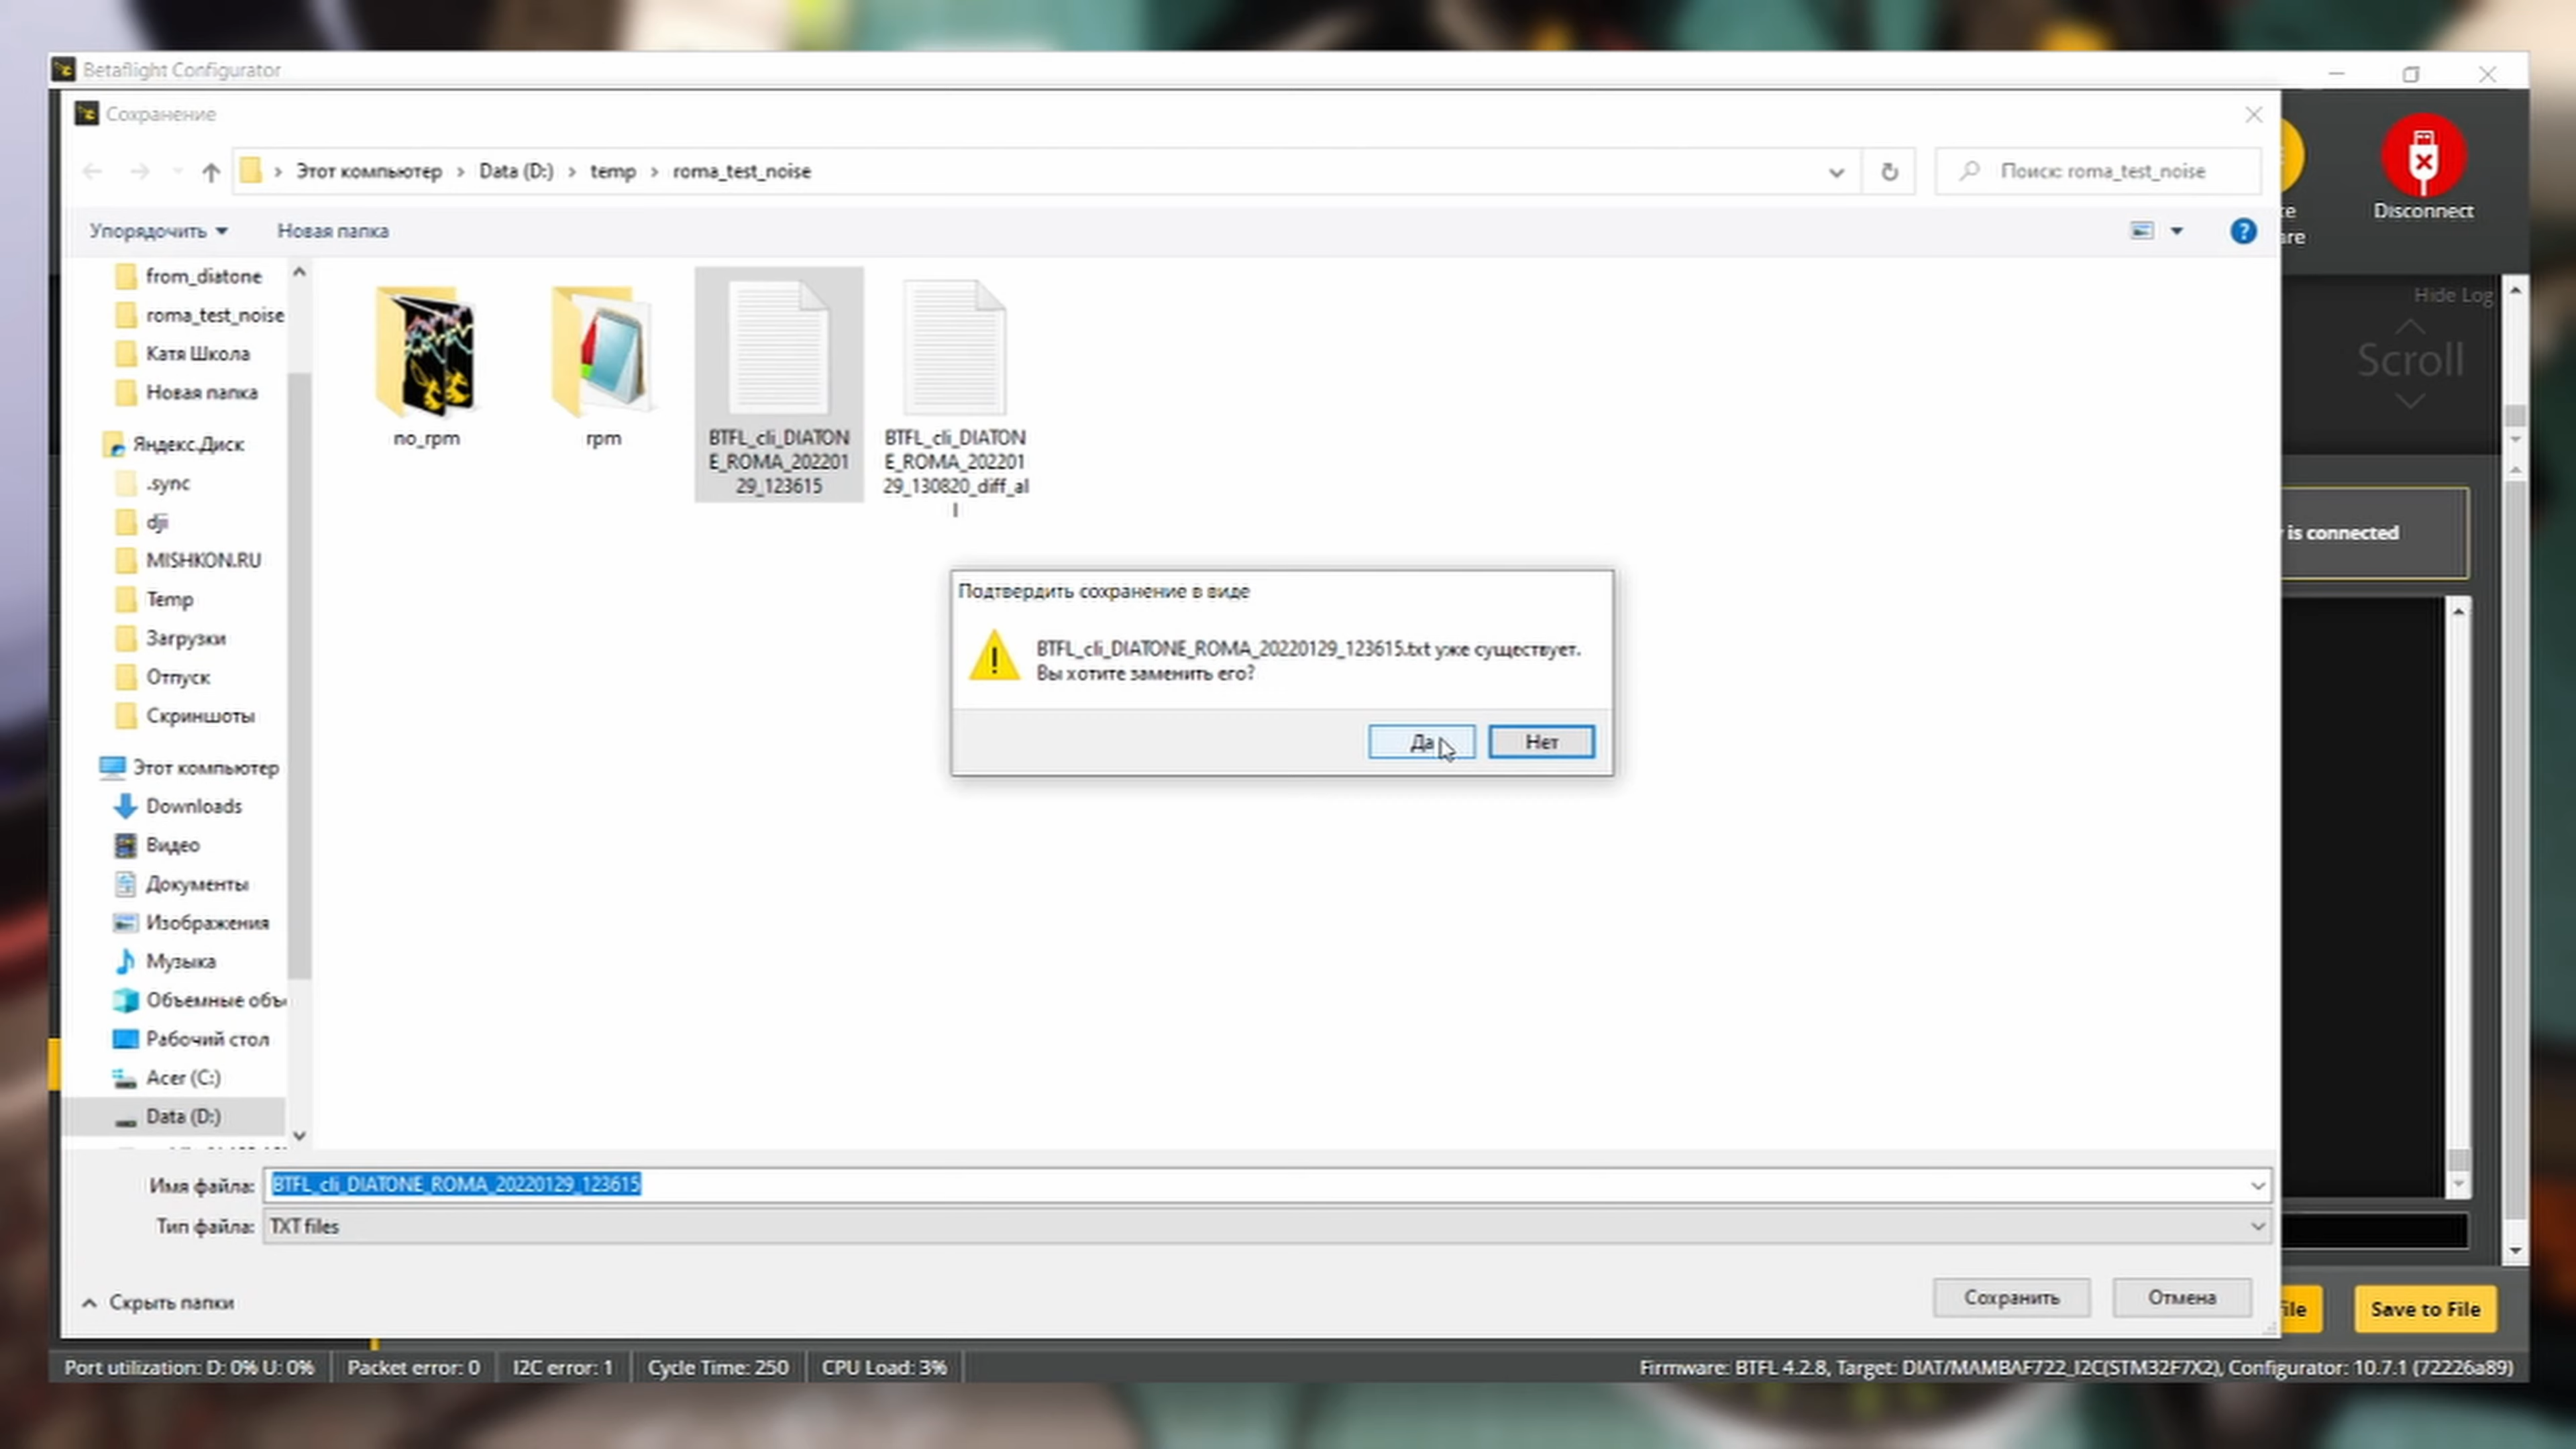 Betaflight Configurator
Сохранение
Этот компьютер
Data (D:)
temp
roma_test_noise
Поиск: roma_test_noise
Disconnect
Упорядочить
Новая папка
?
from_diatone
roma_test_noise
Катя Школа
Новая папка
Яндекс.Диск
.sync
dji
MISHKON.RU
Temp
Загрузки
Отпуск
Скриншоты
Этот компьютер
Downloads
Видео
Документы
Изображения
Музыка
Объемные объ
Рабочий стол
Acer (C:)
Data (D:)
no_rpm
rpm
BTFL_cli_DIATON
E_ROMA_202201
29_123615
BTFL_cli_DIATON
E_ROMA_202201
29_130820_diff_al
l
Hide Log
Scroll
is connected
Подтвердить сохранение в виде
BTFL_cli_DIATONE_ROMA_20220129_123615.txt уже существует.
Вы хотите заменить его?
Да
Нет
Имя файла:
BTFL_cli_DIATONE_ROMA_20220129_123615
Тип файла:
TXT files
Скрыть папки
Сохранить
Отмена
Save to File
Port utilization: D: 0% U: 0%
Packet error: 0
I2C error: 1
Cycle Time: 250
CPU Load: 3%
Firmware: BTFL 4.2.8, Target: DIAT/MAMBAF722_I2C(STM32F7X2), Configurator: 10.7.1 (72226a89)